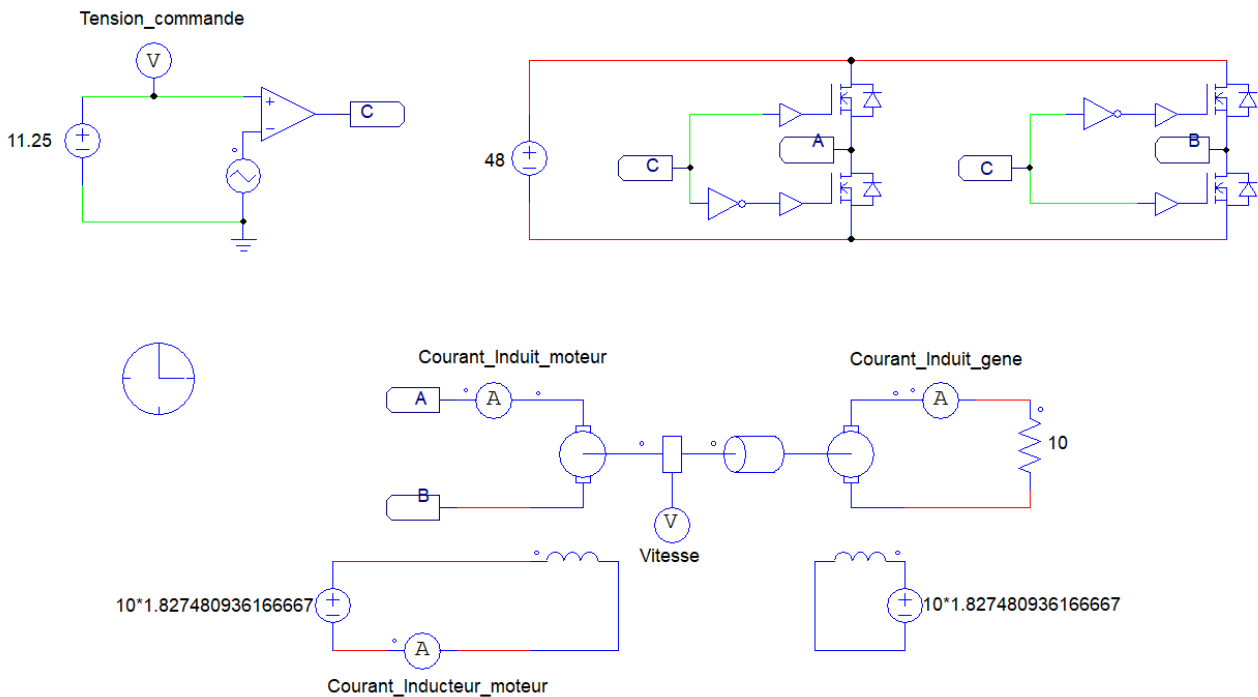 Tension_commande
V
11.25
C
48
C
A
C
B
Courant_Induit_moteur
Courant_Induit_gene
A
A
A
10
B
V
Vitesse
10*1.827480936166667
10*1.827480936166667
A
Courant_Inducteur_moteur